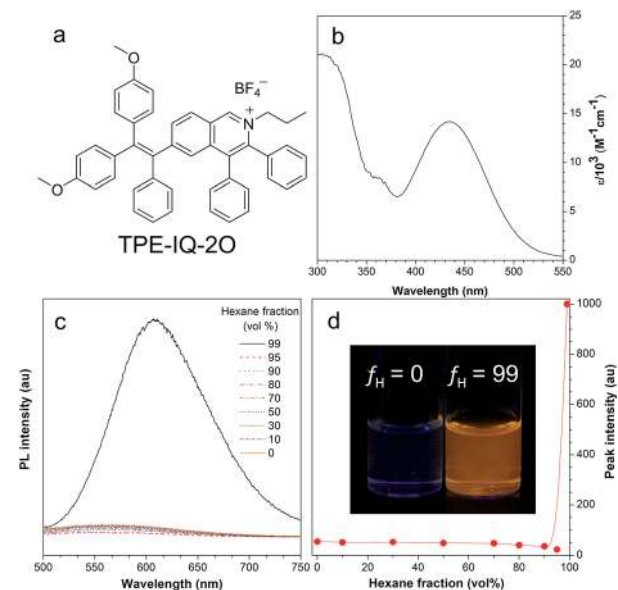 a
O
O
BF₄⁻
N⁺
TPE-IQ-2O
b
25
20
15
10
5
0
ε/10³ (M⁻¹cm⁻¹)
300 350 400 450 500 550
Wavelength (nm)
c
Hexane fraction
(vol %)
99
95
90
80
70
50
30
10
0
PL intensity (au)
500 550 600 650 700 750
Wavelength (nm)
d
ƒH = 0 ƒH = 99
1000
800
600
400
200
0
Peak intensity (au)
0 20 40 60 80 100
Hexane fraction (vol%)